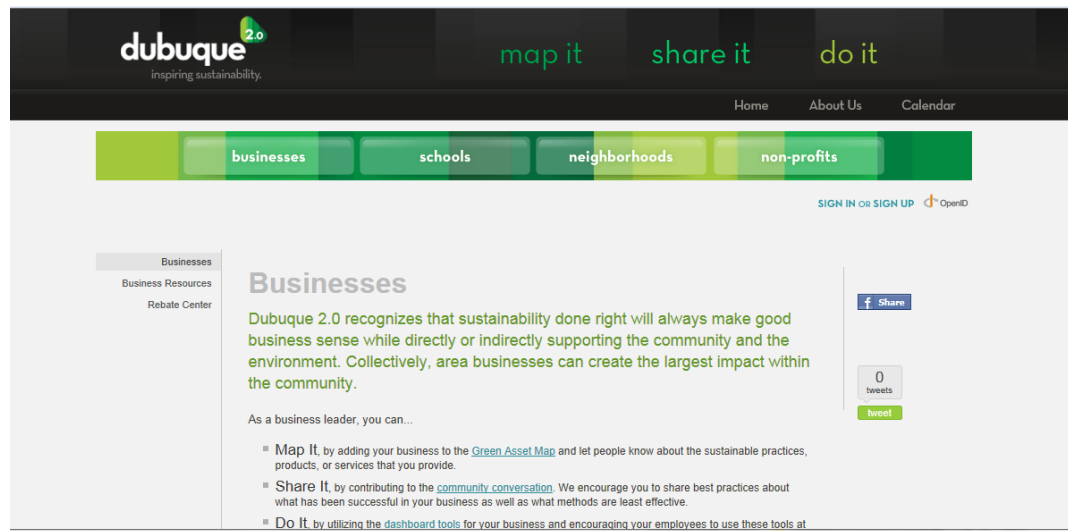 dubuque 2.0
inspiring sustainability.
map it share it do it
Home About Us Calendar
businesses schools neighborhoods non-profits
SIGN IN OR SIGN UP OpenID
Businesses
Business Resources
Rebate Center
Businesses
Dubuque 2.0 recognizes that sustainability done right will always make good
business sense while directly or indirectly supporting the community and the
environment. Collectively, area businesses can create the largest impact within
the community.
As a business leader, you can...
Map It, by adding your business to the Green Asset Map and let people know about the sustainable practices,
products, or services that you provide.
Share It, by contributing to the community conversation. We encourage you to share best practices about
what has been successful in your business as well as what methods are least effective.
Do It, by utilizing the dashboard tools for your business and encouraging your employees to use these tools at
f Share
0
tweets
tweet